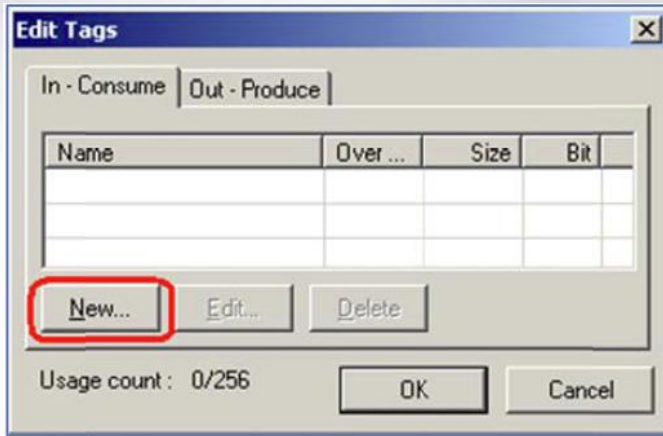 Edit Tags
In - Consume Out - Produce
Name Over ... Size Bit
New... Edit... Delete
Usage count : 0/256 OK Cancel